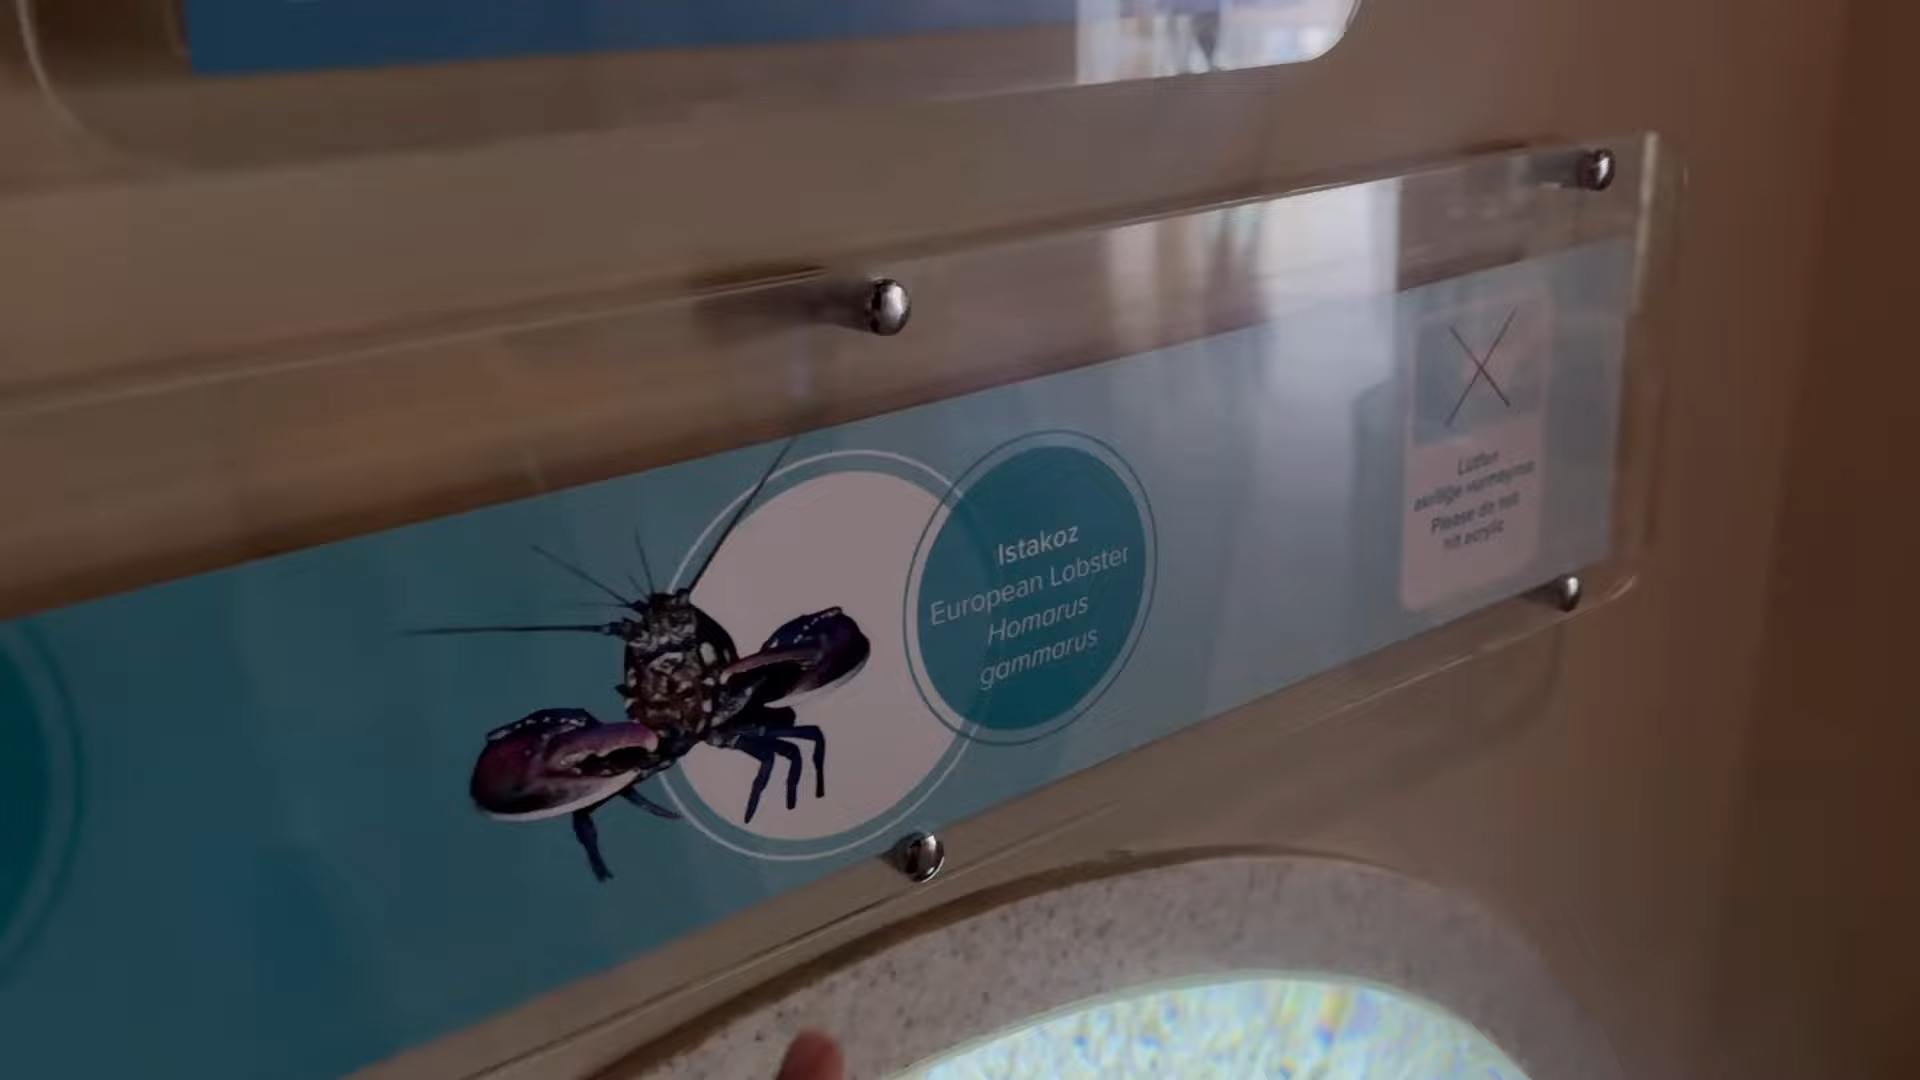 Istakoz
European Lobster
Homarus
gammarus
Lütfen
akriliğe vurmayınız
Please do not
hit acrylic